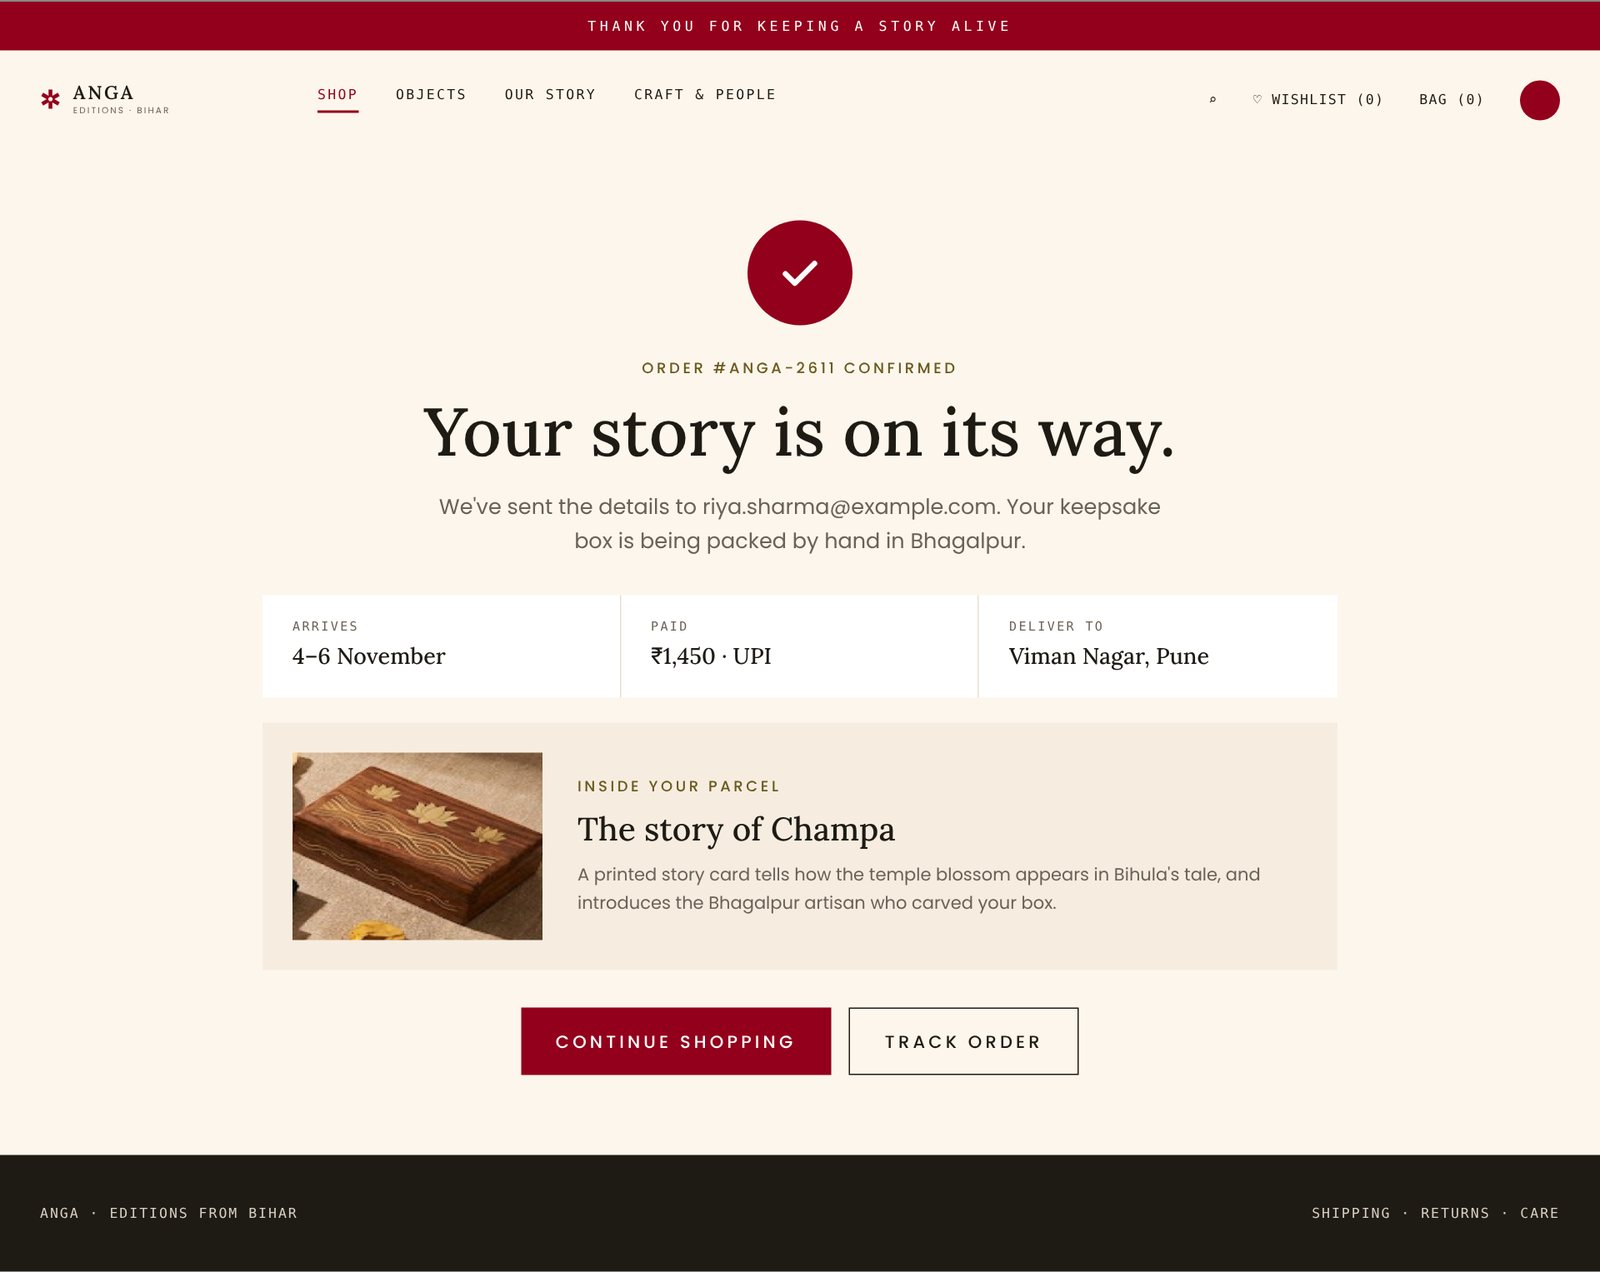 THANK YOU FOR KEEPING A STORY ALIVE
ANGA
EDITIONS · BIHAR
SHOP
OBJECTS
OUR STORY
CRAFT & PEOPLE
♡ WISHLIST (0)
BAG (0)
ORDER #ANGA-2611 CONFIRMED
Your story is on its way.
We've sent the details to riya.sharma@example.com. Your keepsake
box is being packed by hand in Bhagalpur.
ARRIVES
4–6 November
PAID
₹1,450 · UPI
DELIVER TO
Viman Nagar, Pune
INSIDE YOUR PARCEL
The story of Champa
A printed story card tells how the temple blossom appears in Bihula's tale, and
introduces the Bhagalpur artisan who carved your box.
CONTINUE SHOPPING
TRACK ORDER
ANGA · EDITIONS FROM BIHAR
SHIPPING · RETURNS · CARE